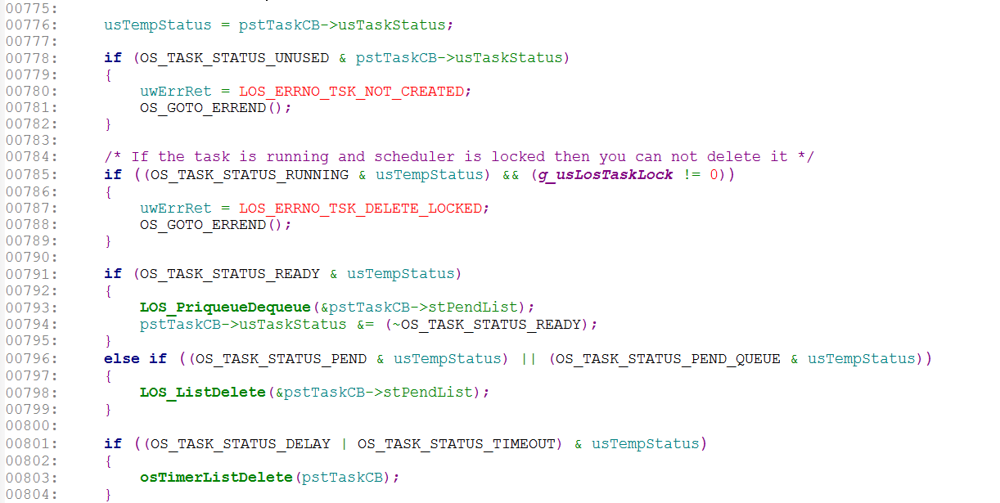 00775:
00776: usTempStatus = pstTaskCB->usTaskStatus;
00777:
00778: if (OS_TASK_STATUS_UNUSED & pstTaskCB->usTaskStatus)
00779: {
00780: uwErrRet = LOS_ERRNO_TSK_NOT_CREATED;
00781: OS_GOTO_ERREND();
00782: }
00783:
00784: /* If the task is running and scheduler is locked then you can not delete it */
00785: if ((OS_TASK_STATUS_RUNNING & usTempStatus) && (g_usLosTaskLock != 0))
00786: {
00787: uwErrRet = LOS_ERRNO_TSK_DELETE_LOCKED;
00788: OS_GOTO_ERREND();
00789: }
00790:
00791: if (OS_TASK_STATUS_READY & usTempStatus)
00792: {
00793: LOS_PriqueueDequeue(&pstTaskCB->stPendList);
00794: pstTaskCB->usTaskStatus &= (~OS_TASK_STATUS_READY);
00795: }
00796: else if ((OS_TASK_STATUS_PEND & usTempStatus) || (OS_TASK_STATUS_PEND_QUEUE & usTempStatus))
00797: {
00798: LOS_ListDelete(&pstTaskCB->stPendList);
00799: }
00800:
00801: if ((OS_TASK_STATUS_DELAY | OS_TASK_STATUS_TIMEOUT) & usTempStatus)
00802: {
00803: osTimerListDelete(pstTaskCB);
00804: }